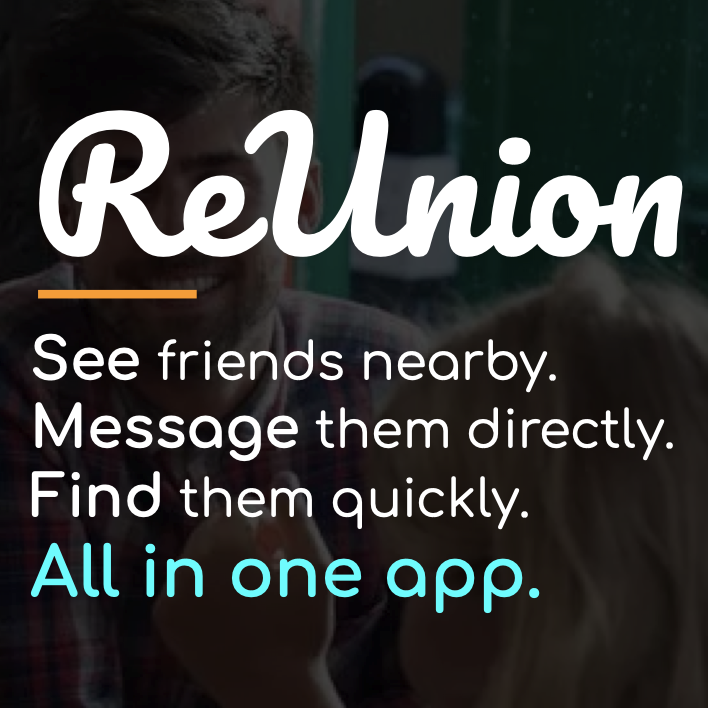 ReUnion
See friends nearby.
Message them directly.
Find them quickly.
All in one app.